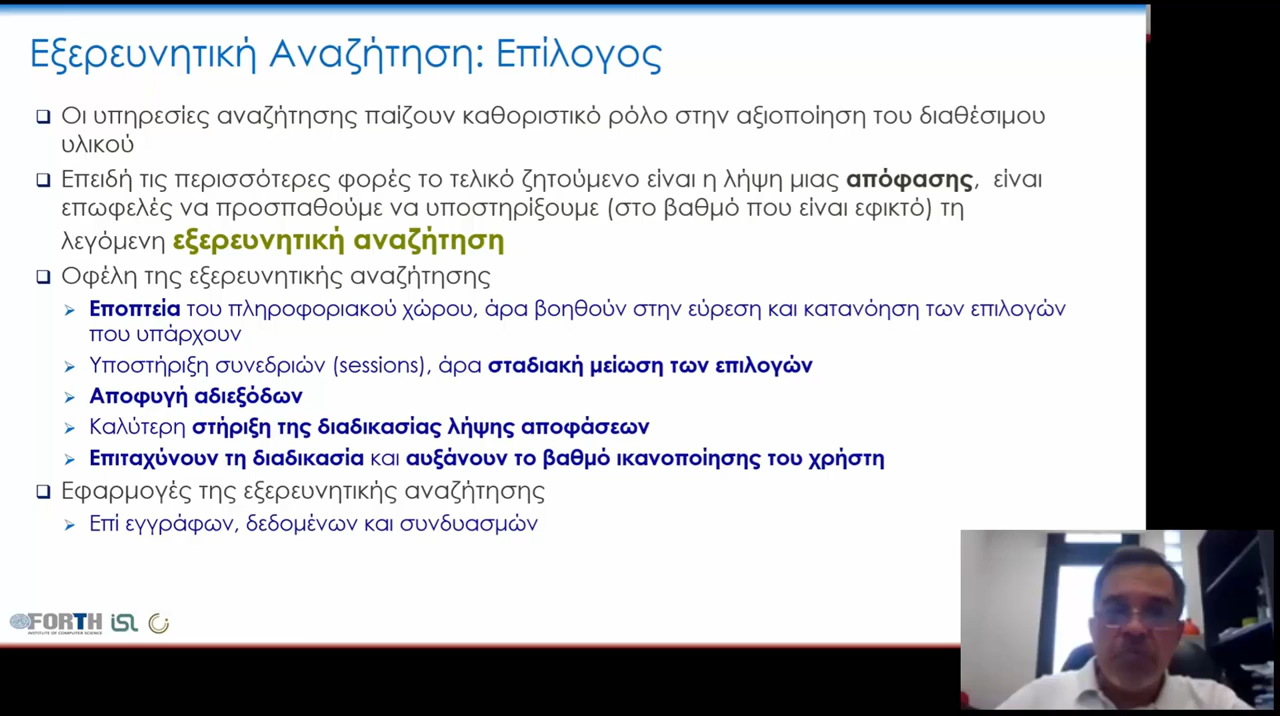 Εξερευνητική Αναζήτηση: Επίλογος
Οι υπηρεσίες αναζήτησης παίζουν καθοριστικό ρόλο στην αξιοποίηση του διαθέσιμου
υλικού
Επειδή τις περισσότερες φορές το τελικό ζητούμενο είναι η λήψη μιας απόφασης, είναι
επωφελές να προσπαθούμε να υποστηρίξουμε (στο βαθμό που είναι εφικτό) τη
λεγόμενη εξερευνητική αναζήτηση
Οφέλη της εξερευνητικής αναζήτησης
Εποπτεία του πληροφοριακού χώρου, άρα βοηθούν στην εύρεση και κατανόηση των επιλογών
που υπάρχουν
Υποστήριξη συνεδριών (sessions), άρα σταδιακή μείωση των επιλογών
Αποφυγή αδιεξόδων
Καλύτερη στήριξη της διαδικασίας λήψης αποφάσεων
Επιταχύνουν τη διαδικασία και αυξάνουν το βαθμό ικανοποίησης του χρήστη
Εφαρμογές της εξερευνητικής αναζήτησης
Επί εγγράφων, δεδομένων και συνδυασμών
FORTH isl
INSTITUTE OF COMPUTER SCIENCE